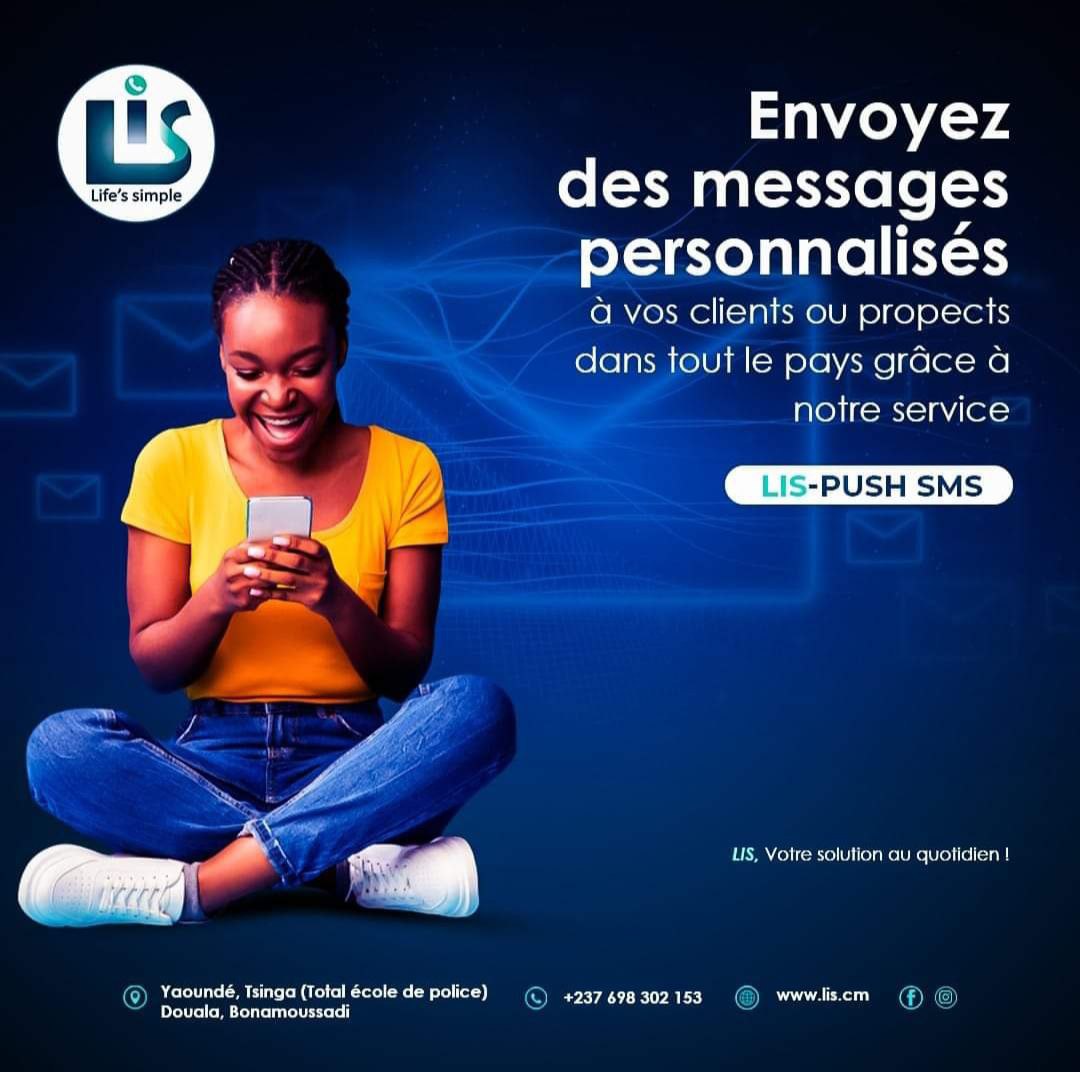 LIS
Life's simple
Envoyez
des messages
personnalisés
à vos clients ou propects
dans tout le pays grâce à
notre service
LIS-PUSH SMS
LIS, Votre solution au quotidien !
Yaoundé, Tsinga (Total école de police)
Douala, Bonamoussadi
+237 698 302 153
www.lis.cm